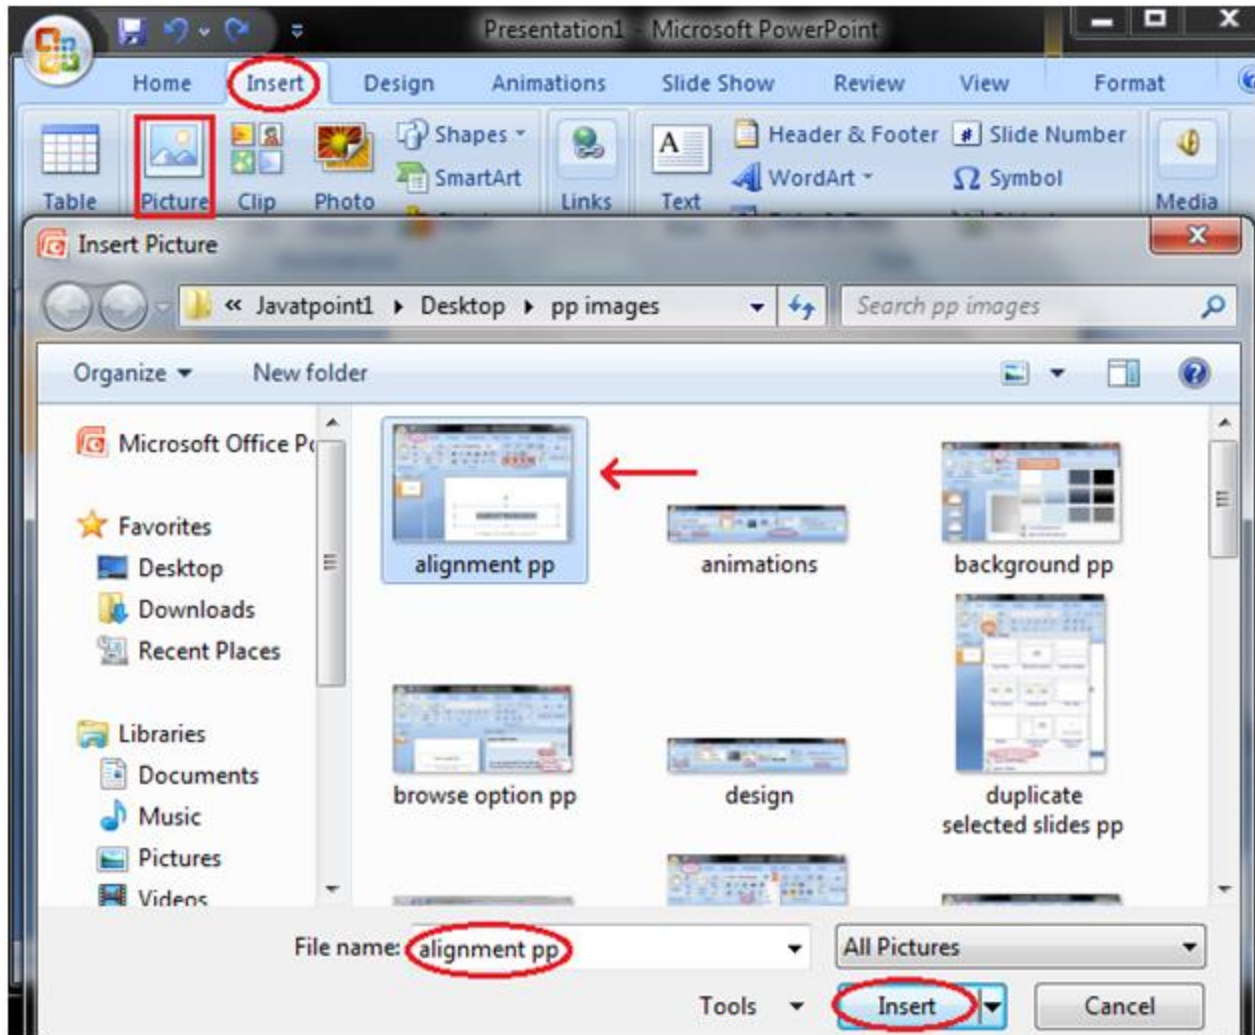 Presentation1 - Microsoft PowerPoint
Home Insert Design Animations Slide Show Review View Format
Shapes Header & Footer # Slide Number
A
SmartArt WordArt Ω Symbol
Table Picture Clip Photo Links Text Media
Insert Picture
« Javatpoint1 Desktop pp images Search pp images
Organize New folder
Microsoft Office Po
Favorites
Desktop
Downloads
Recent Places
Libraries
Documents
Music
Pictures
Videos
alignment pp animations background pp
browse option pp design duplicate
selected slides pp
File name: alignment pp All Pictures
Tools Insert Cancel